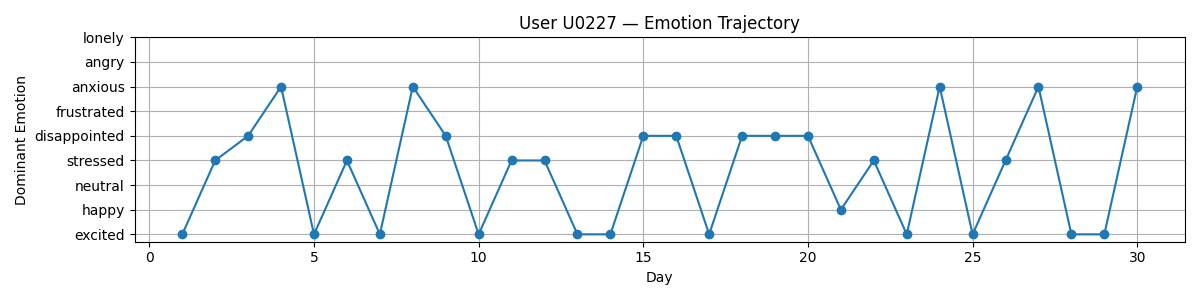 User U0227 — Emotion Trajectory
Dominant Emotion
lonely
angry
anxious
frustrated
disappointed
stressed
neutral
happy
excited
0 5 10 15 20 25 30
Day